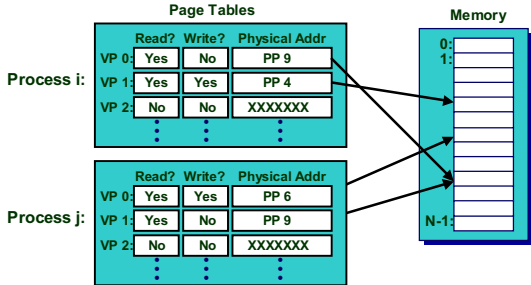 Page Tables
Memory
Process i:
Read? Write? Physical Addr
VP 0: Yes No PP 9
VP 1: Yes Yes PP 4
VP 2: No No XXXXXXX
Process j:
Read? Write? Physical Addr
VP 0: Yes Yes PP 6
VP 1: Yes No PP 9
VP 2: No No XXXXXXX
0:
1:
N-1: